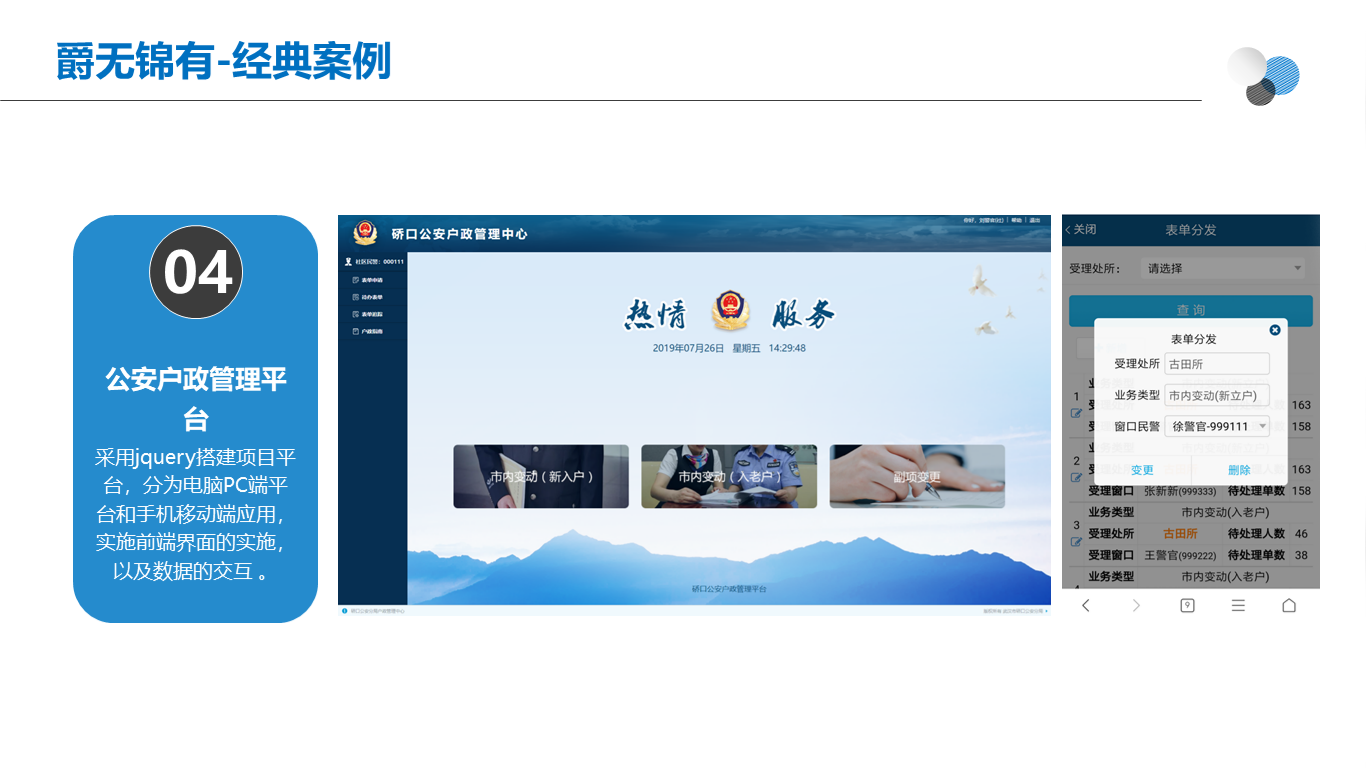 爵无锦有-经典案例
04
公安户政管理平
台
采用jquery搭建项目平
台，分为电脑PC端平
台和手机移动端应用，
实施前端界面的实施，
以及数据的交互 。
硚口公安户政管理中心
帮助 | 退出
社区民警：000111
表单申请
待办表单
表单追踪
户政指南
热情 服务
2019年07月26日 星期五 14:29:48
市内变动（新入户）
市内变动（入老户）
副项变更
硚口公安户政管理平台
关闭 表单分发
受理处所： 请选择
查 询
表单分发
受理处所 古田所
业务类型 市内变动(新立户)
窗口民警 徐警官-999111
变更 删除
1
163
158
2
163
受理窗口 张新新(999333) 待处理单数 158
业务类型 市内变动(入老户)
3
受理处所 古田所 待处理人数 46
受理窗口 王警官(999222) 待处理单数 38
业务类型 市内变动(入老户)
9